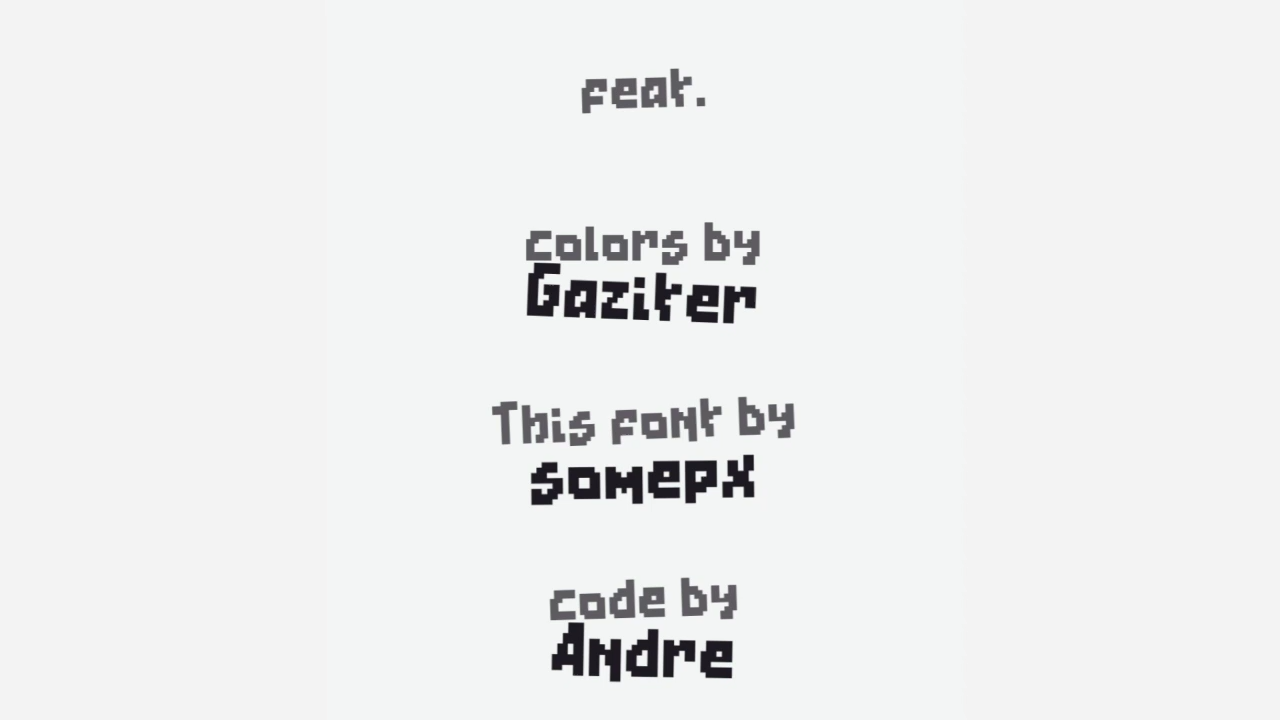 feat.
colors by
Gaziter
This font by
somepx
code by
Andre